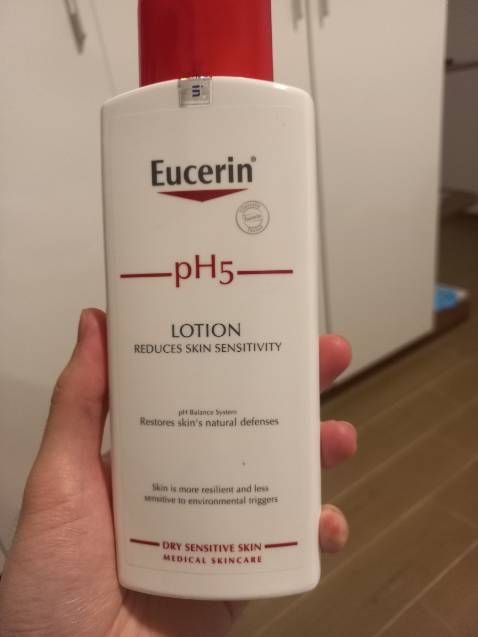 Eucerin®
pH5
LOTION
REDUCES SKIN SENSITIVITY
pH Balance System
Restores skin's natural defenses
Skin is more resilient and less
sensitive to environmental triggers
DRY SENSITIVE SKIN
MEDICAL SKINCARE